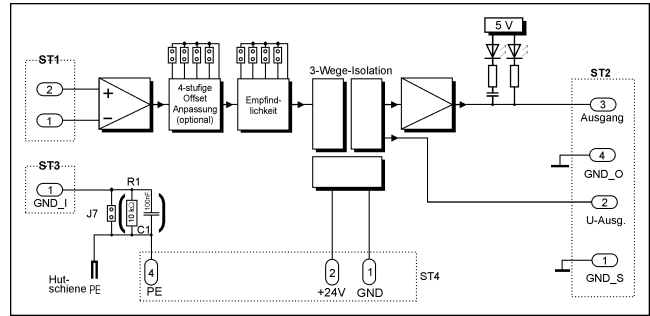 5 V
ST1
ST2
3-Wege-Isolation
2
+
4-stufige
Offset
Anpassung
(optional)
Empfind-
lichkeit
3
Ausgang
1
−
ST3
4
GND_O
1
GND_I
R1
J7
10 kΩ
100nF
C1
2
U-Ausg.
Hut-
schiene PE
4
PE
2
+24V
1
GND
ST4
1
GND_S